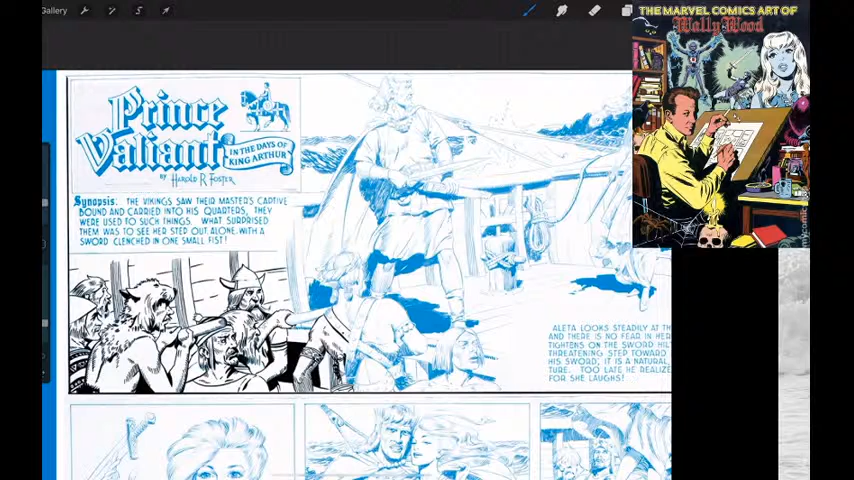 Gallery
THE MARVEL COMICS ART OF
Wally Wood
Prince
Valiant
IN THE DAYS OF
KING ARTHUR
BY HAROLD R FOSTER
Synopsis: THE VIKINGS SAW THEIR MASTER'S CAPTIVE
BOUND AND CARRIED INTO HIS QUARTERS, THEY
WERE USED TO SUCH THINGS. WHAT SURPRISED
THEM WAS TO SEE HER STEP OUT ALONE, WITH A
SWORD CLENCHED IN ONE SMALL FIST!
ALETA LOOKS STEADILY AT TH
AND THERE IS NO FEAR IN HER
TIGHTENS ON THE SWORD HIL
THREATENING STEP TOWARD
HIS SWORD; IT IS A NATURAL
TURE. TOO LATE HE REALIZE
FOR SHE LAUGHS!